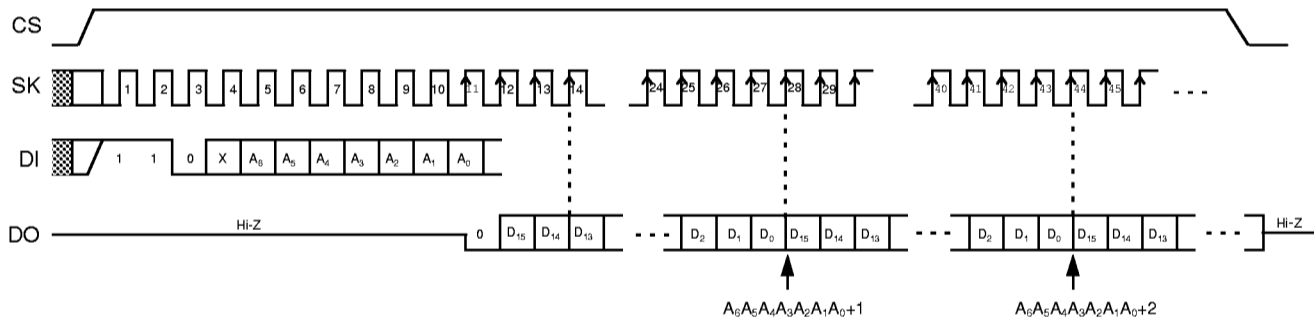 CS
SK 1 2 3 4 5 6 7 8 9 10 11 12 13 14 24 25 26 27 28 29 40 41 42 43 44 45
DI 1 1 0 X A6 A5 A4 A3 A2 A1 A0
Hi-Z Hi-Z
DO 0 D15 D14 D13 D2 D1 D0 D15 D14 D13 D2 D1 D0 D15 D14 D13
A6A5A4A3A2A1A0+1 A6A5A4A3A2A1A0+2